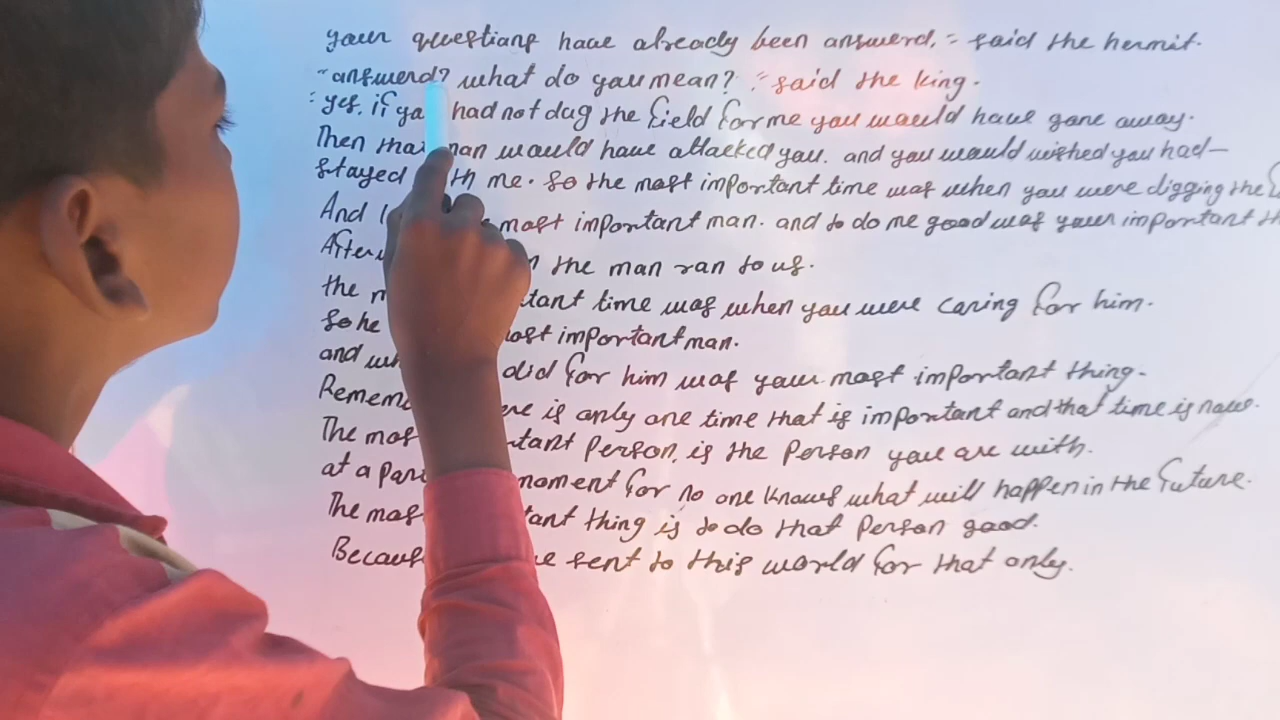 your questions have already been answerd," said the hermit.
"answerd? what do you mean?" said the king.
"yes, if you had not dug the field for me you would have gone away.
Then that man would have attacked you. and you would wished you had-
stayed me. so the most important time was when you were digging the
And most important man. and to do me good was your important
the man ran to us.
the time was when you were caring for him.
So he most important man.
and did for him was your most important thing.
is only one time that is important and that time is now.
The person, is the person you are with.
at a moment for no one knows what will happen in the future.
The thing is to do that person good.
sent to this world for that only.